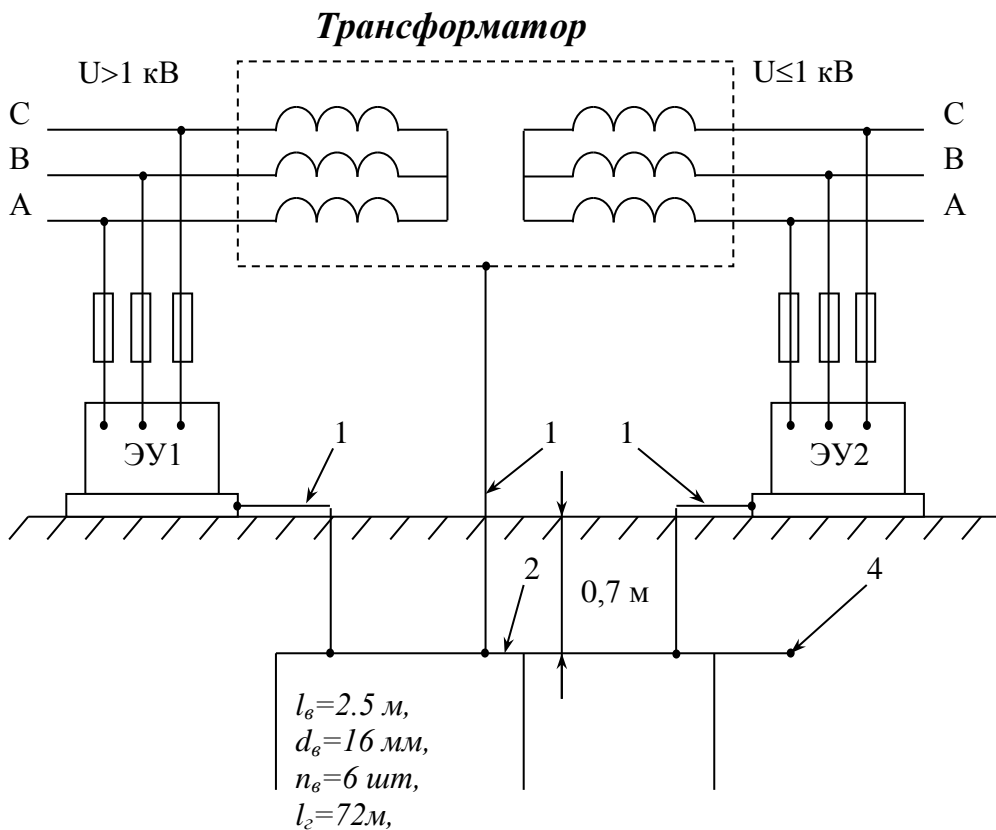 Трансформатор
U>1 кВ
U≤1 кВ
C
C
B
B
A
A
ЭУ1
ЭУ2
1
1
1
2
4
0,7 м
lв=2.5 м,
dв=16 мм,
nв=6 шт,
lг=72м,